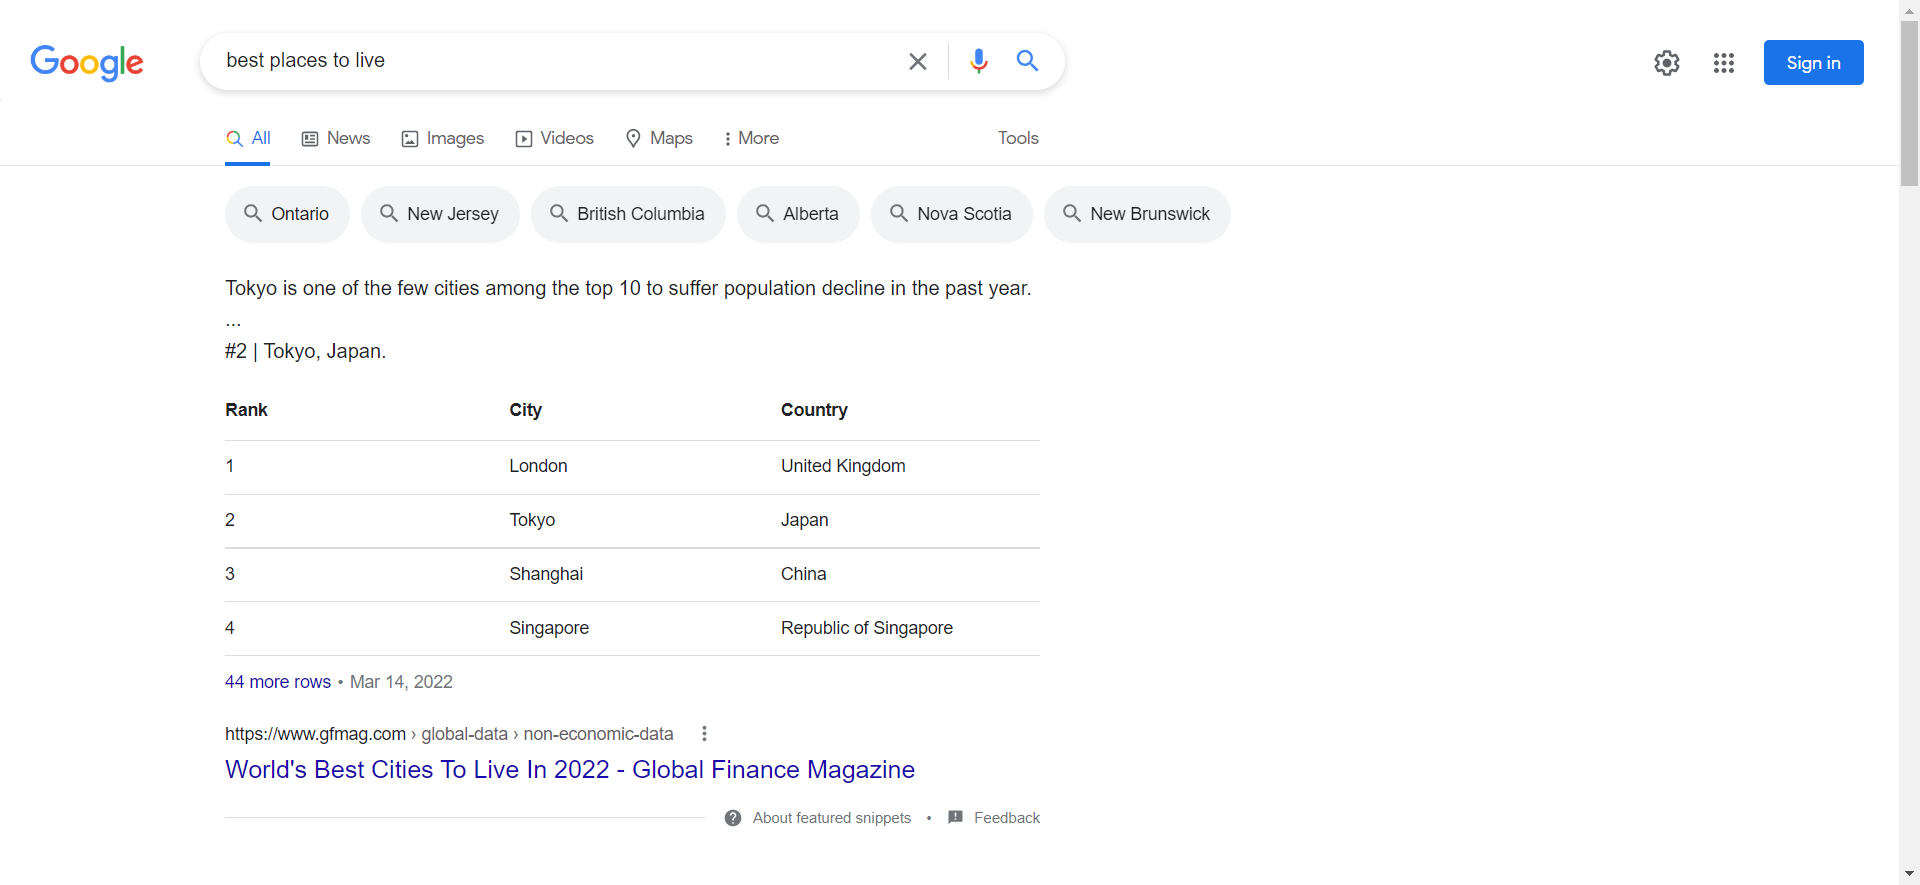 Google
best places to live
Sign in
All News Images Videos Maps More Tools
Ontario New Jersey British Columbia Alberta Nova Scotia New Brunswick
Tokyo is one of the few cities among the top 10 to suffer population decline in the past year.
...
#2 | Tokyo, Japan.
Rank City Country
1 London United Kingdom
2 Tokyo Japan
3 Shanghai China
4 Singapore Republic of Singapore
44 more rows • Mar 14, 2022
https://www.gfmag.com › global-data › non-economic-data
World's Best Cities To Live In 2022 - Global Finance Magazine
About featured snippets • Feedback